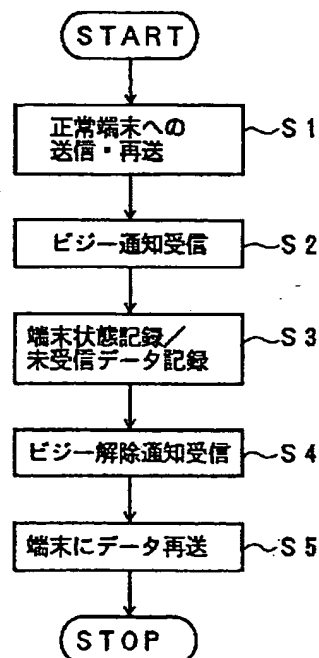 START
正常端末への
送信・再送
S1
ビジー通知受信
S2
端末状態記録／
未受信データ記録
S3
ビジー解除通知受信
S4
端末にデータ再送
S5
STOP